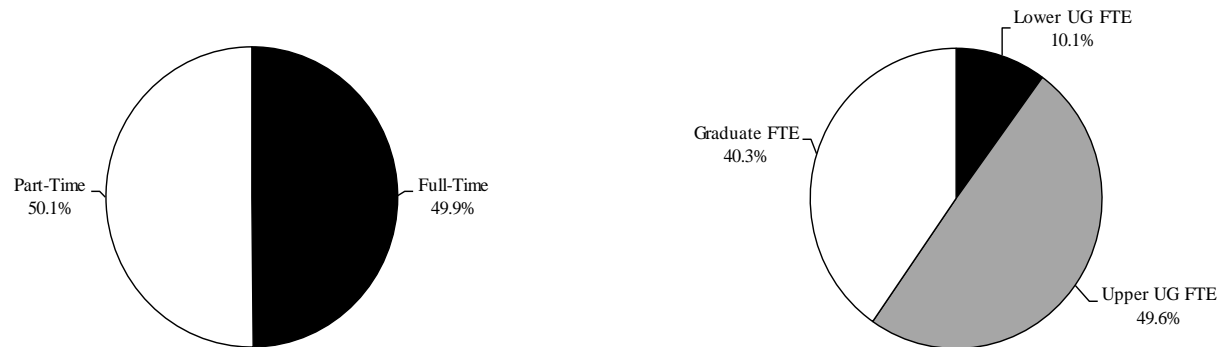 Part-Time
50.1%
Full-Time
49.9%
Lower UG FTE
10.1%
Graduate FTE
40.3%
Upper UG FTE
49.6%